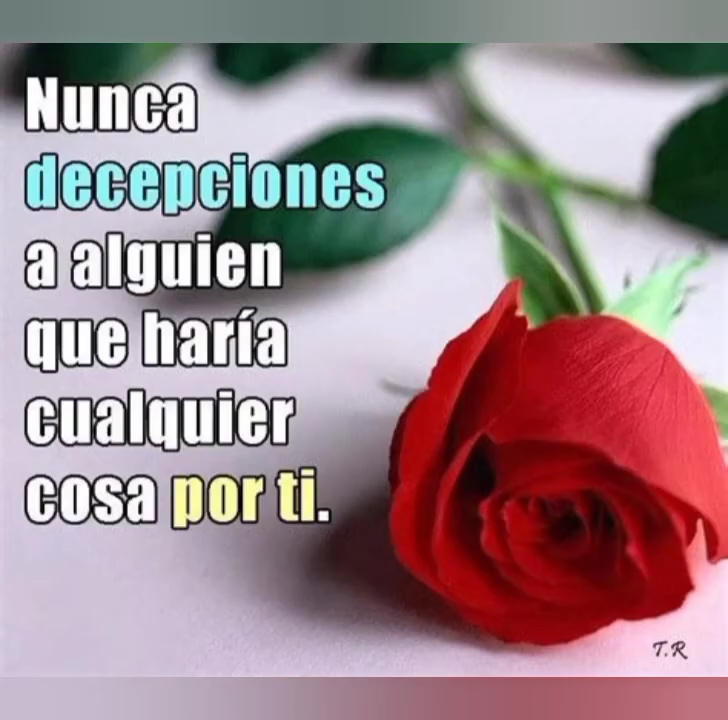 Nunca
decepciones
a alguien
que haría
cualquier
cosa por ti.
T.R